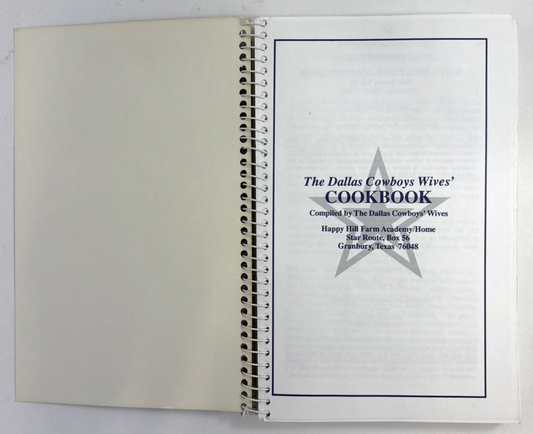 The Dallas Cowboys Wives'
COOKBOOK
Compiled by The Dallas Cowboys' Wives
Happy Hill Farm Academy/Home
Star Route, Box 56
Granbury, Texas 76048